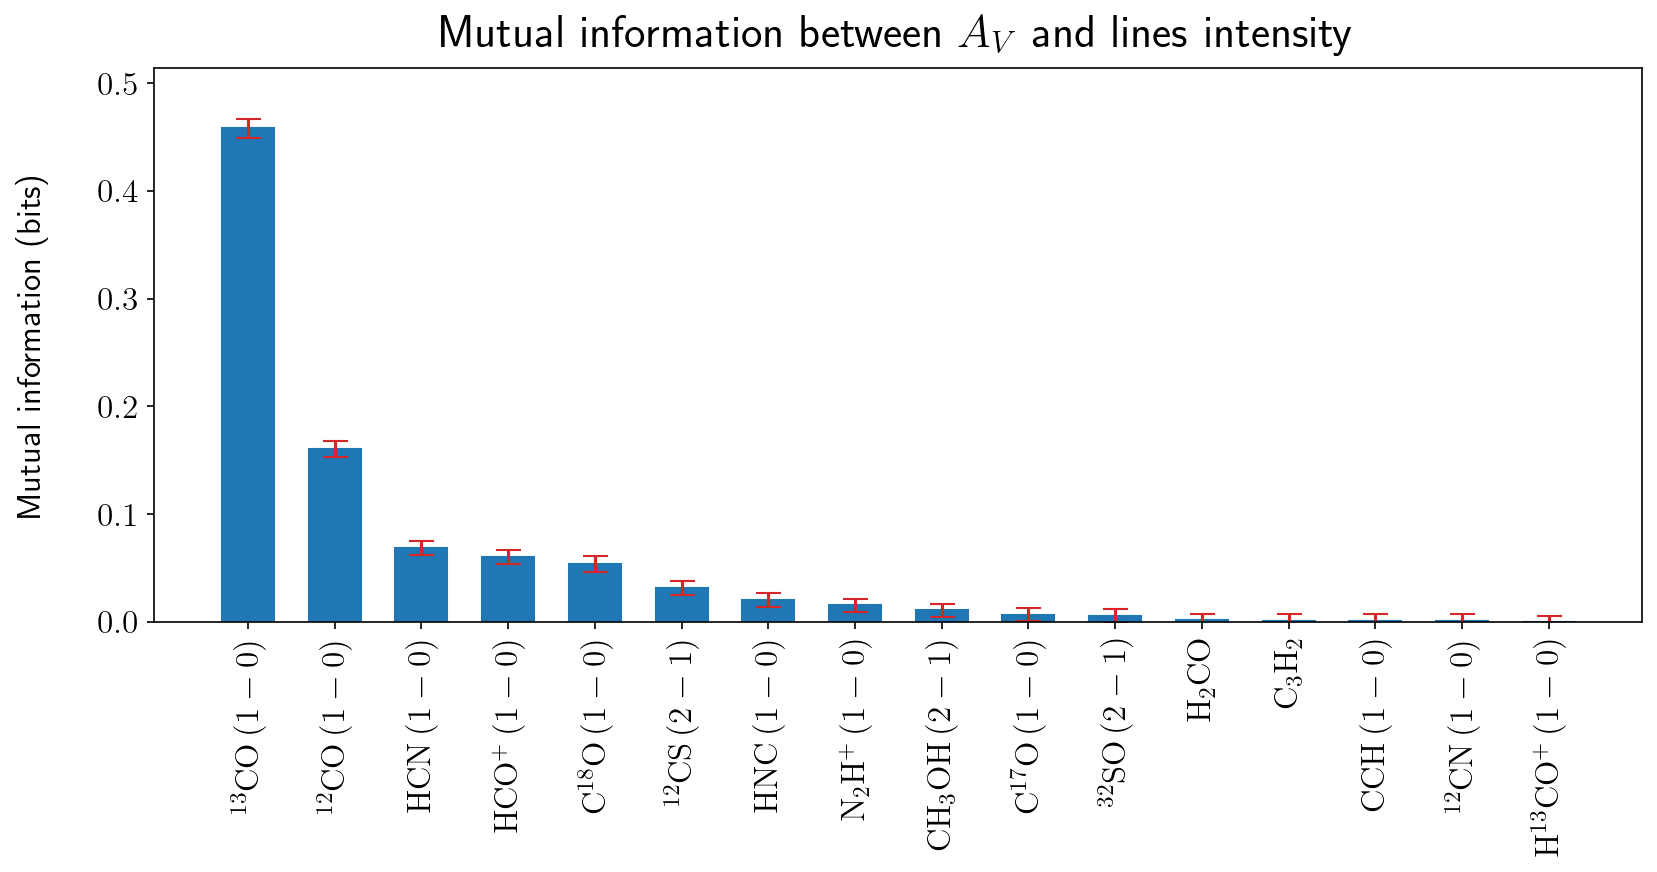 Mutual information between A_V and lines intensity
Mutual information (bits)
0.5
0.4
0.3
0.2
0.1
0.0
¹³CO (1 − 0)
¹²CO (1 − 0)
HCN (1 − 0)
HCO⁺ (1 − 0)
C¹⁸O (1 − 0)
¹²CS (2 − 1)
HNC (1 − 0)
N₂H⁺ (1 − 0)
CH₃OH (2 − 1)
C¹⁷O (1 − 0)
³²SO (2 − 1)
H₂CO
C₃H₂
CCH (1 − 0)
¹²CN (1 − 0)
H¹³CO⁺ (1 − 0)